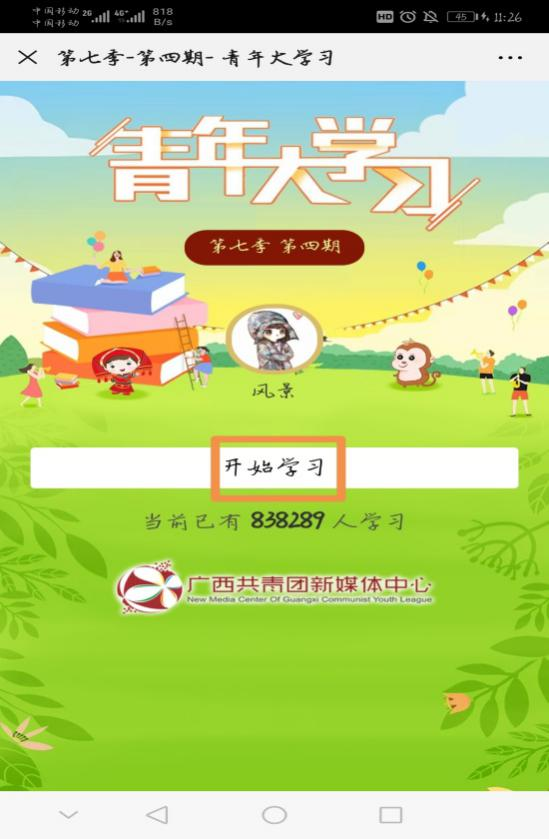 中国移动 2G 4G+ 818 HD 45 11:26
中国移动 B/s
第七季-第四期- 青年大学习
青年大学习
第七季 第四期
风景
开始学习
当前已有 838289 人学习
广西共青团新媒体中心
New Media Center Of Guangxi Communist Youth League